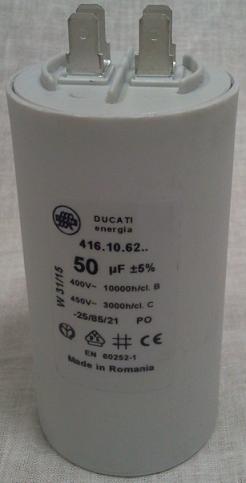 DUCATI
energia
416.10.62..
50 µF ±5%
400V~ 10000h/cl. B
450V~ 3000h/cl. C
-25/85/21 PO
W 31/15
EN 60252-1
Made in Romania